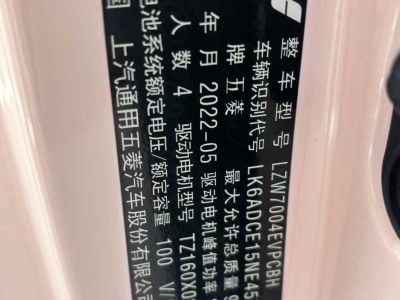 整车型号 LZW7004EVPCBH
车辆识别代号 LK6ADCE15NE45
牌 五菱 最大允许总质量
年月 2022-05 驱动电机峰值功率
人数 4 驱动电机型号 TZ160X0
电池系统额定电压/额定容量 100 V/
国 上汽通用五菱汽车股份有限公